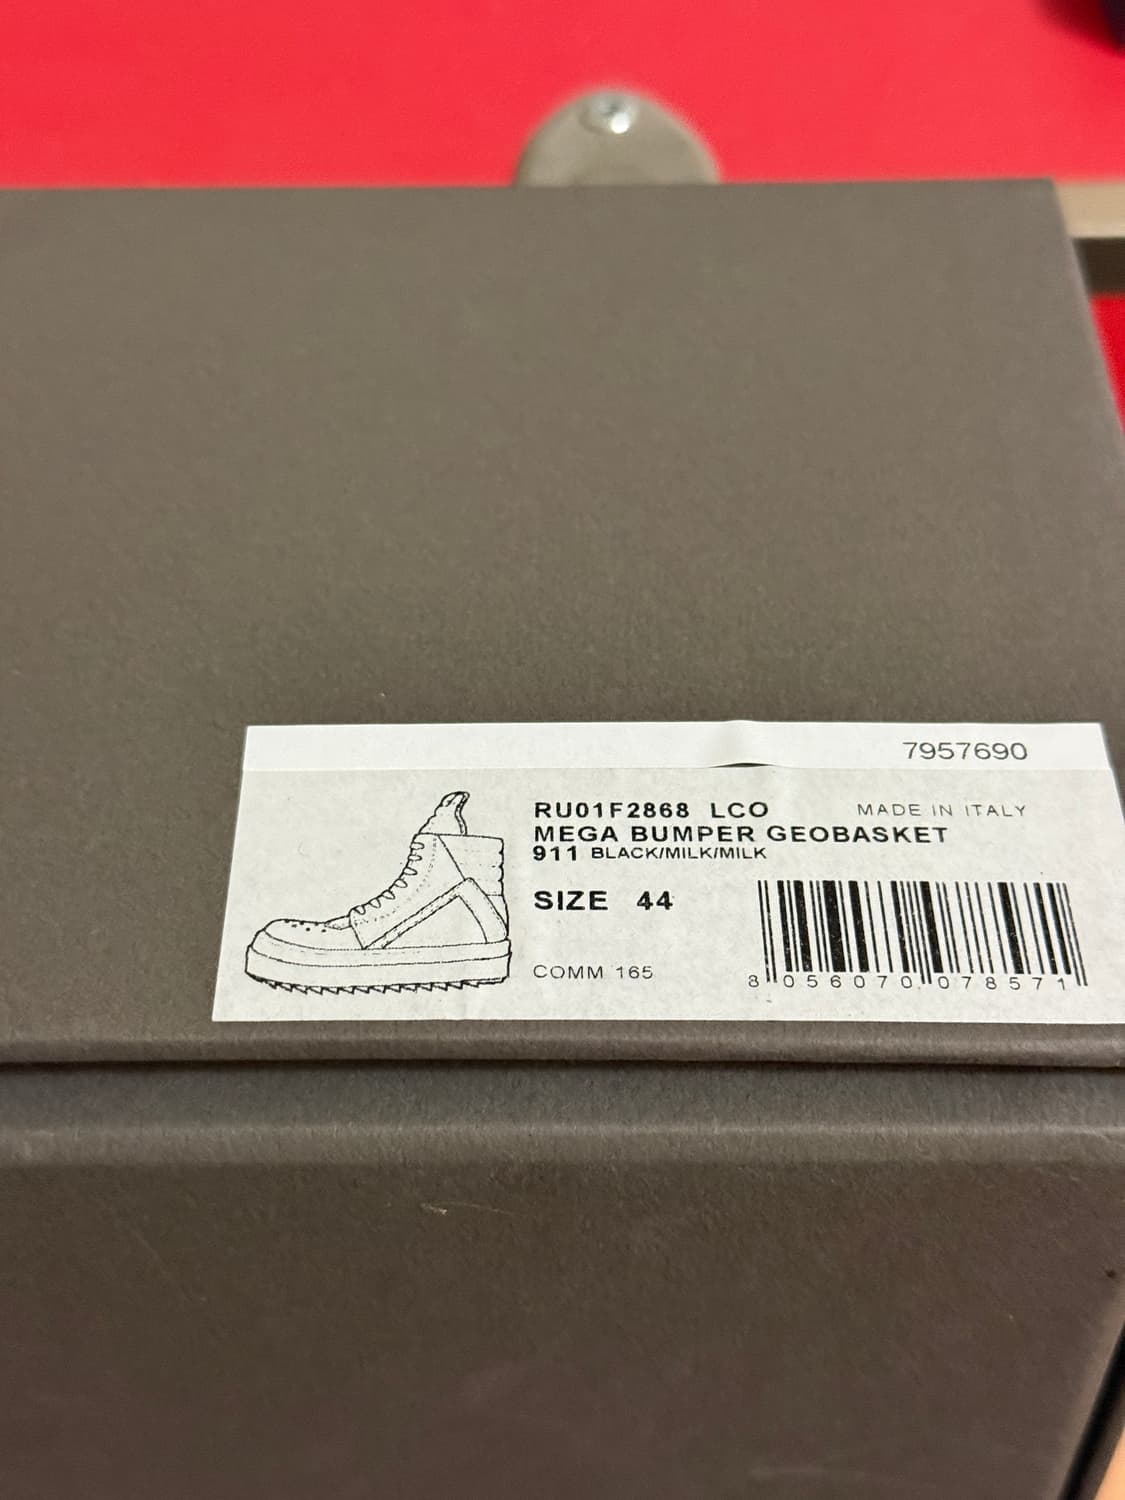 7957690
RU01F2868 LCO MADE IN ITALY
MEGA BUMPER GEOBASKET
911 BLACK/MILK/MILK
SIZE 44
COMM 165
8 056070 078571